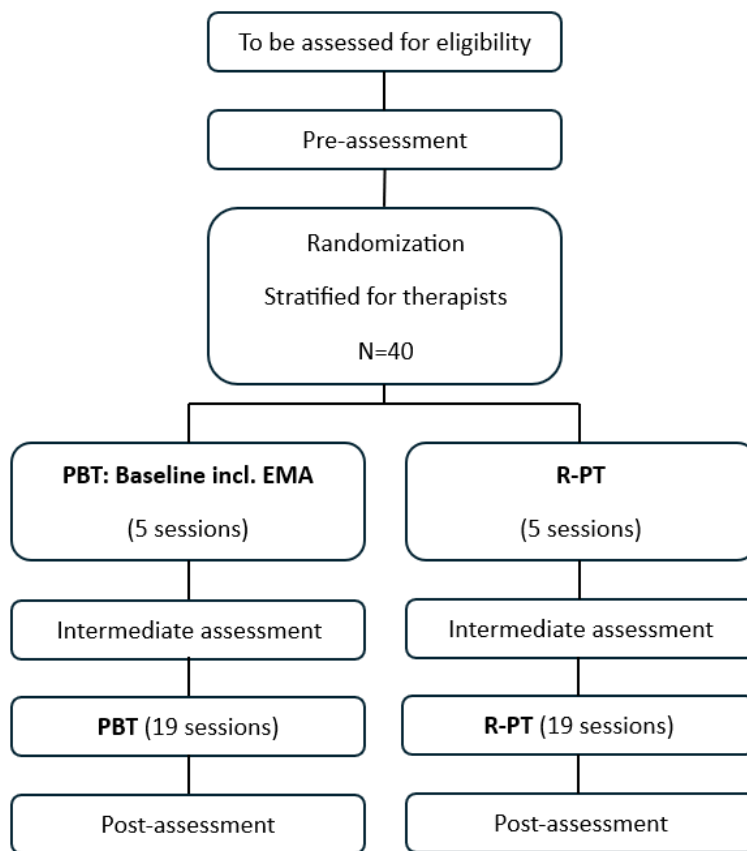 To be assessed for eligibility
Pre-assessment
Randomization
Stratified for therapists
N=40
PBT: Baseline incl. EMA
(5 sessions)
R-PT
(5 sessions)
Intermediate assessment
Intermediate assessment
PBT (19 sessions)
R-PT (19 sessions)
Post-assessment
Post-assessment